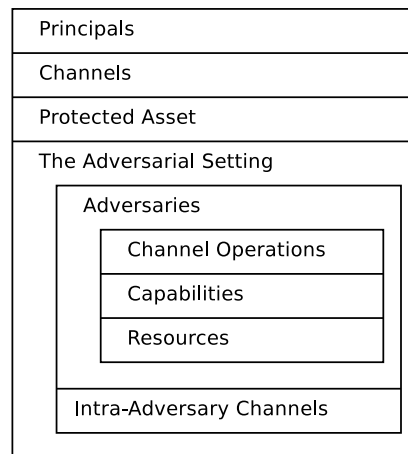 Principals
Channels
Protected Asset
The Adversarial Setting
Adversaries
Channel Operations
Capabilities
Resources
Intra-Adversary Channels